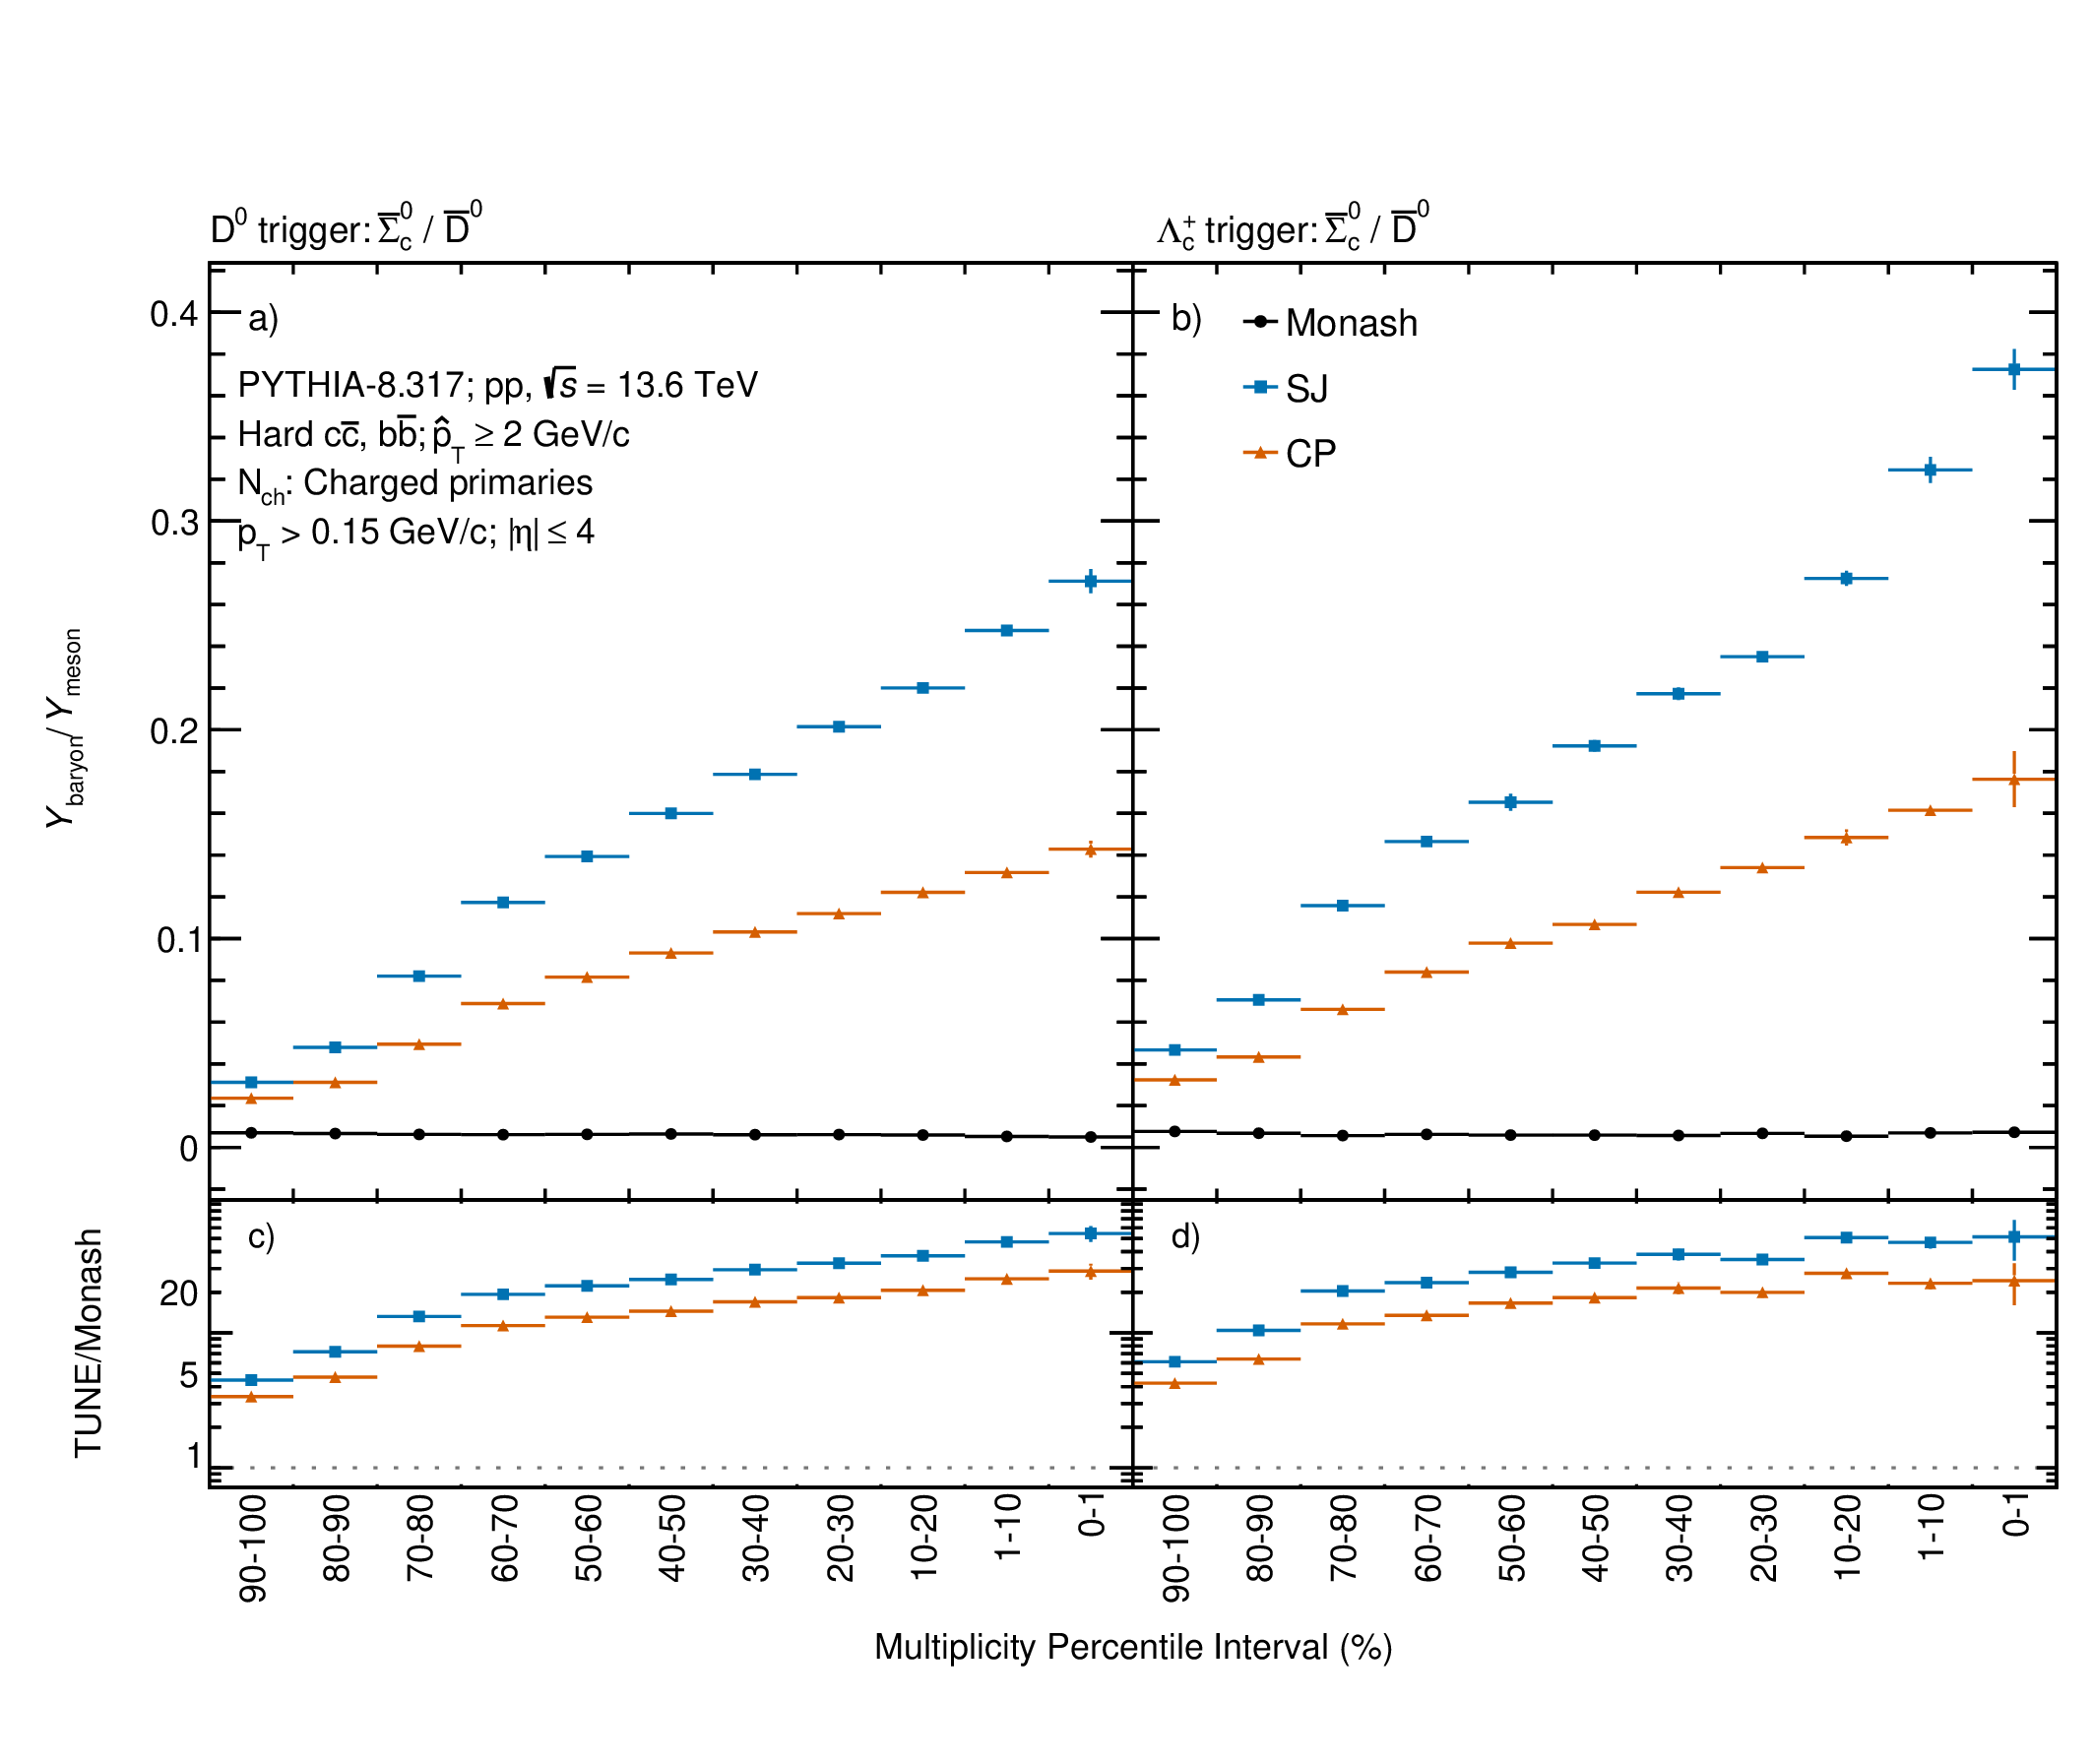 D⁰ trigger: Σ̅c⁰ / D̅⁰
Λc⁺ trigger: Σ̅c⁰ / D̅⁰
a)
PYTHIA-8.317; pp, √s = 13.6 TeV
Hard cc̅, bb̅; p̂T ≥ 2 GeV/c
Nch: Charged primaries
pT > 0.15 GeV/c; |η| ≤ 4
b)
Monash
SJ
CP
0.4
0.3
0.2
0.1
0
Ybaryon/ Ymeson
c)
d)
20
5
1
TUNE/Monash
90-100
80-90
70-80
60-70
50-60
40-50
30-40
20-30
10-20
1-10
0-1
90-100
80-90
70-80
60-70
50-60
40-50
30-40
20-30
10-20
1-10
0-1
Multiplicity Percentile Interval (%)